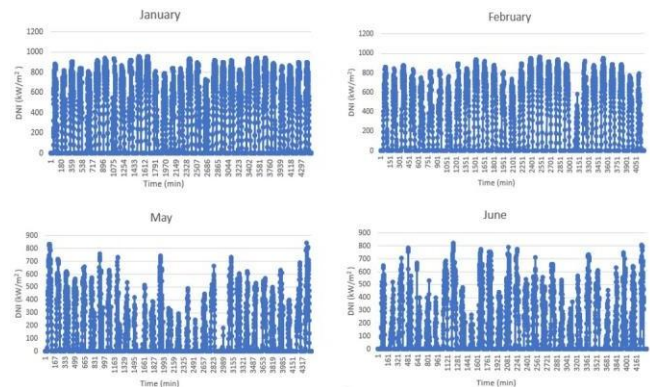 January
1200
1000
800
600
400
200
0
DNI (kW/m²)
1 180 359 538 717 896 1075 1254 1433 1612 1791 1970 2149 2328 2507 2686 2865 3044 3223 3402 3581 3760 3939 4118 4297
Time (min)
February
1200
1000
800
600
400
200
0
DNI (kW/m²)
1 151 301 451 601 751 901 1051 1201 1351 1501 1651 1801 1951 2101 2251 2401 2551 2701 2851 3001 3151 3301 3451 3601 3751 3901 4051
Time (min)
May
900
800
700
600
500
400
300
200
100
0
DNI (kW/m²)
1 167 333 499 665 831 997 1163 1329 1495 1661 1827 1993 2159 2325 2491 2657 2823 2989 3155 3321 3487 3653 3819 3985 4151 4317
Time (min)
June
900
800
700
600
500
400
300
200
100
0
DNI (kW/m²)
1 161 321 481 641 801 961 1121 1281 1441 1601 1761 1921 2081 2241 2401 2561 2721 2881 3041 3201 3361 3521 3681 3841 4001 4161
Time (min)